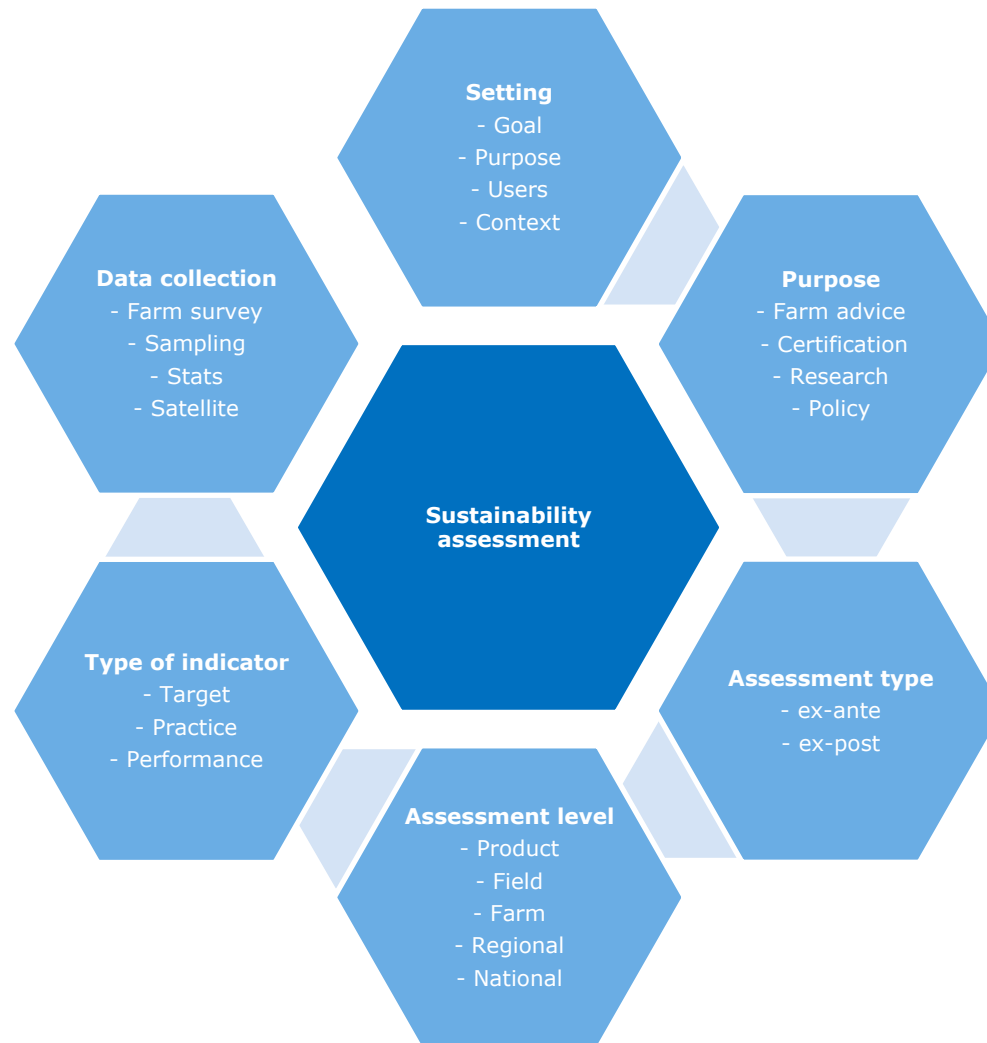 Setting
- Goal
- Purpose
- Users
- Context
Purpose
- Farm advice
- Certification
- Research
- Policy
Assessment type
- ex-ante
- ex-post
Assessment level
- Product
- Field
- Farm
- Regional
- National
Type of indicator
- Target
- Practice
- Performance
Data collection
- Farm survey
- Sampling
- Stats
- Satellite
Sustainability
assessment